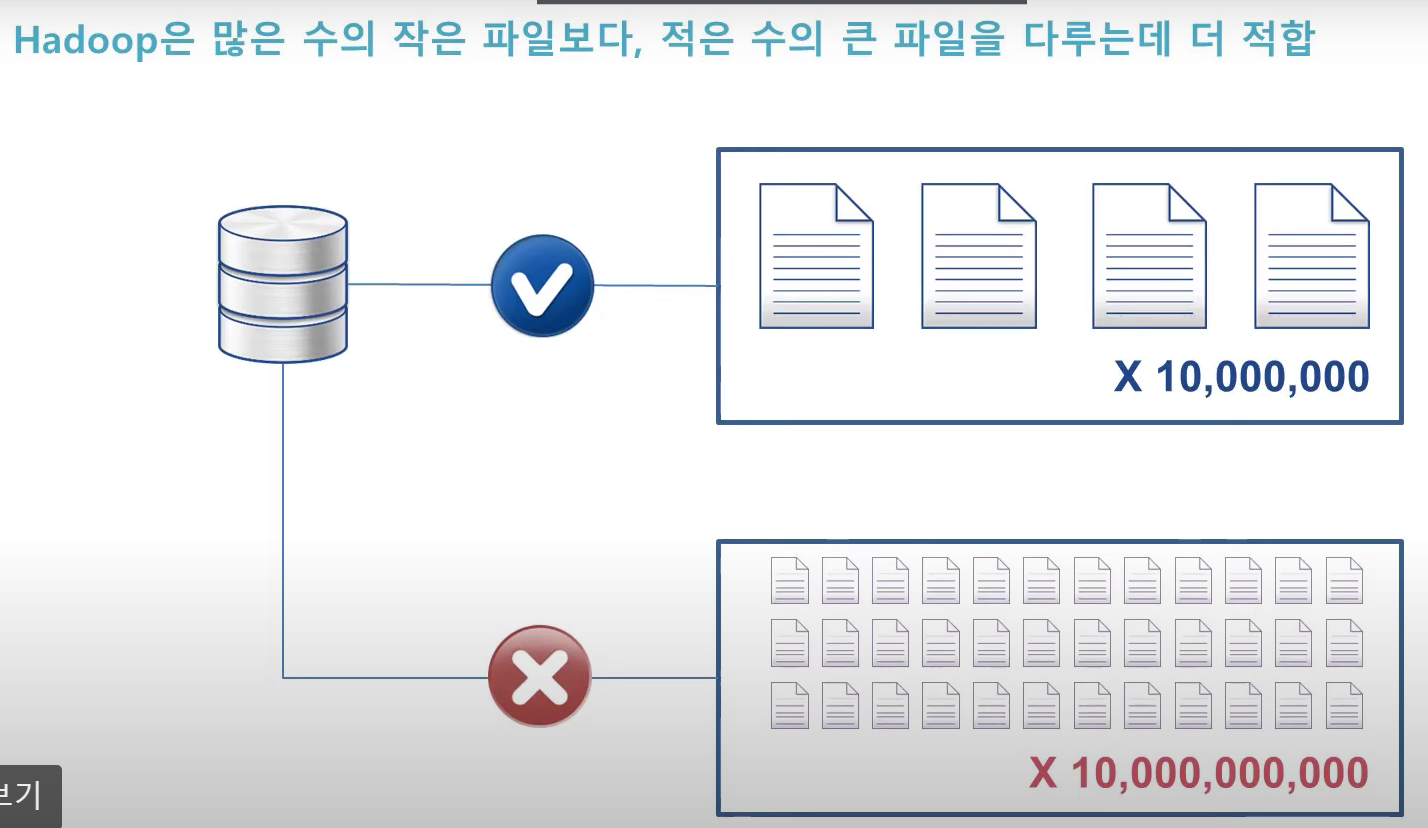 Hadoop은 많은 수의 작은 파일보다, 적은 수의 큰 파일을 다루는데 더 적합
X 10,000,000
X 10,000,000,000
보기